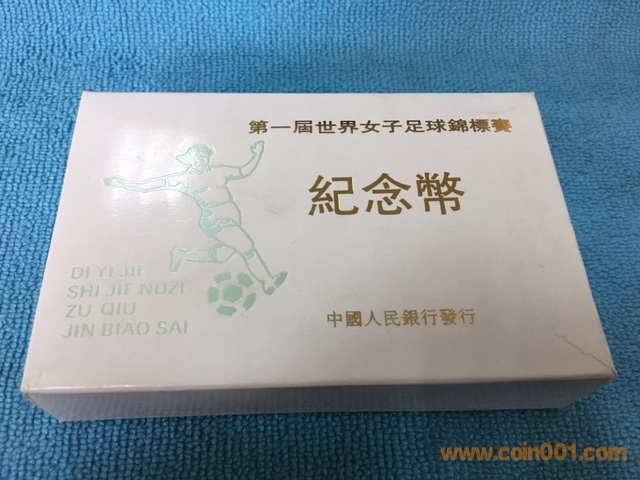 第一屆世界女子足球錦標賽
紀念幣
DI YI JIE
SHI JIE NUZI
ZU QIU
JIN BIAO SAI
中國人民銀行發行
www.coin001.com